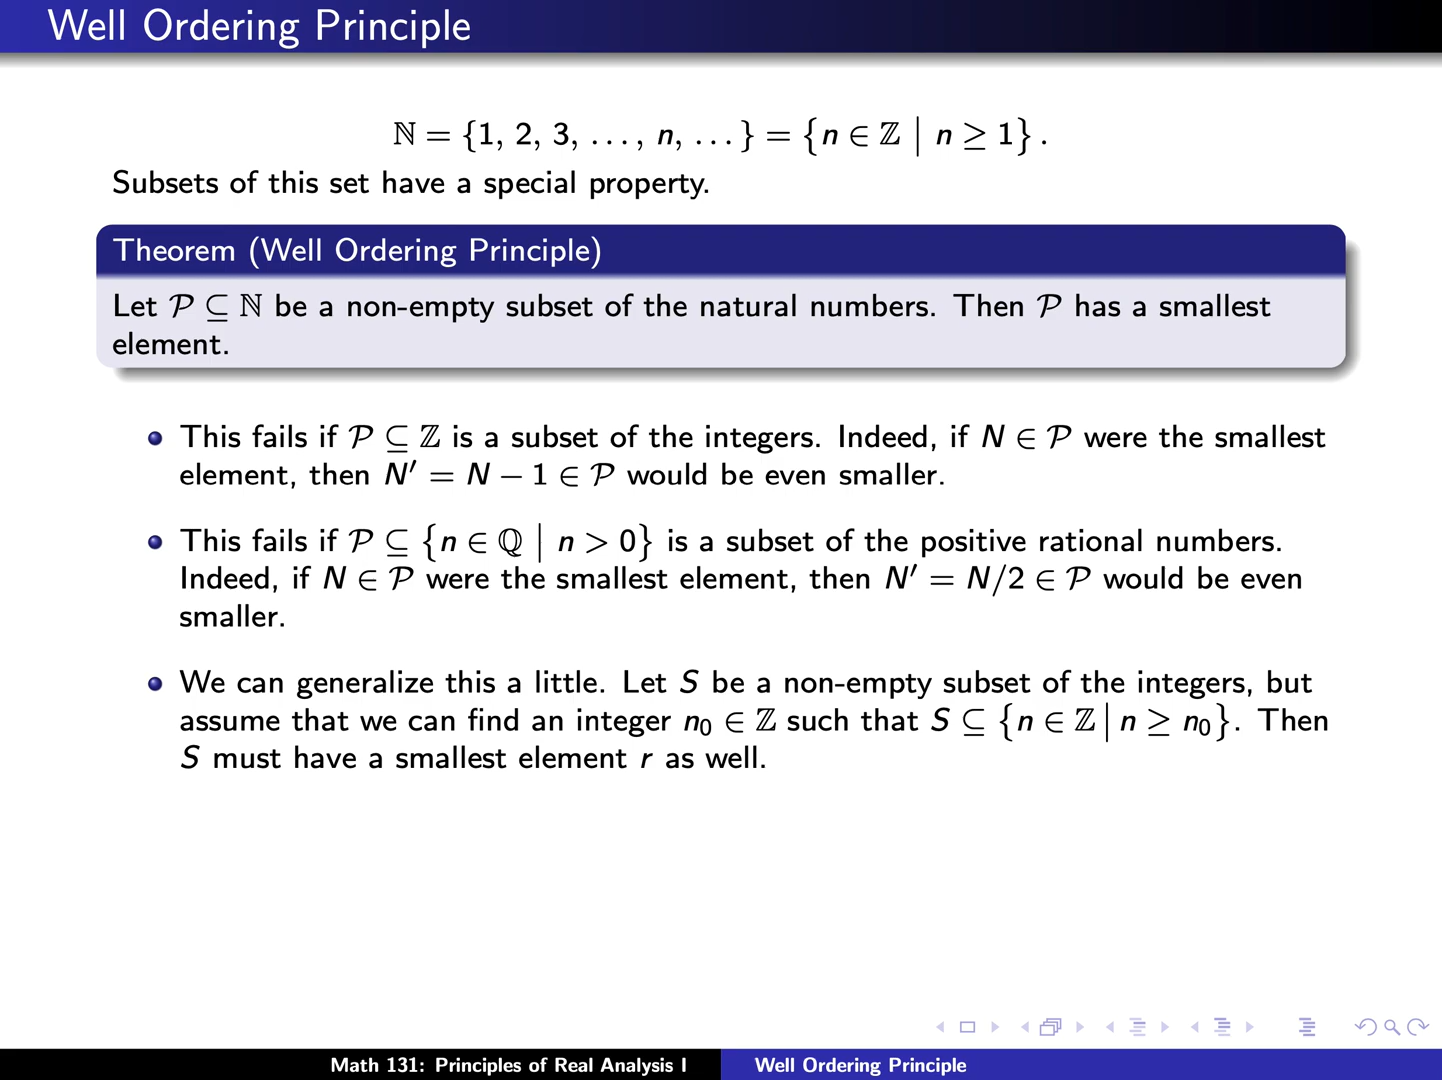 Well Ordering Principle
ℕ = {1, 2, 3, . . . , n, . . . } = {n ∈ ℤ | n ≥ 1} .
Subsets of this set have a special property.
Theorem (Well Ordering Principle)
Let 𝒫 ⊆ ℕ be a non-empty subset of the natural numbers. Then 𝒫 has a smallest
element.
• This fails if 𝒫 ⊆ ℤ is a subset of the integers. Indeed, if N ∈ 𝒫 were the smallest
element, then N′ = N − 1 ∈ 𝒫 would be even smaller.
• This fails if 𝒫 ⊆ {n ∈ ℚ | n > 0} is a subset of the positive rational numbers.
Indeed, if N ∈ 𝒫 were the smallest element, then N′ = N/2 ∈ 𝒫 would be even
smaller.
• We can generalize this a little. Let S be a non-empty subset of the integers, but
assume that we can find an integer n₀ ∈ ℤ such that S ⊆ {n ∈ ℤ | n ≥ n₀}. Then
S must have a smallest element r as well.
Math 131: Principles of Real Analysis I
Well Ordering Principle